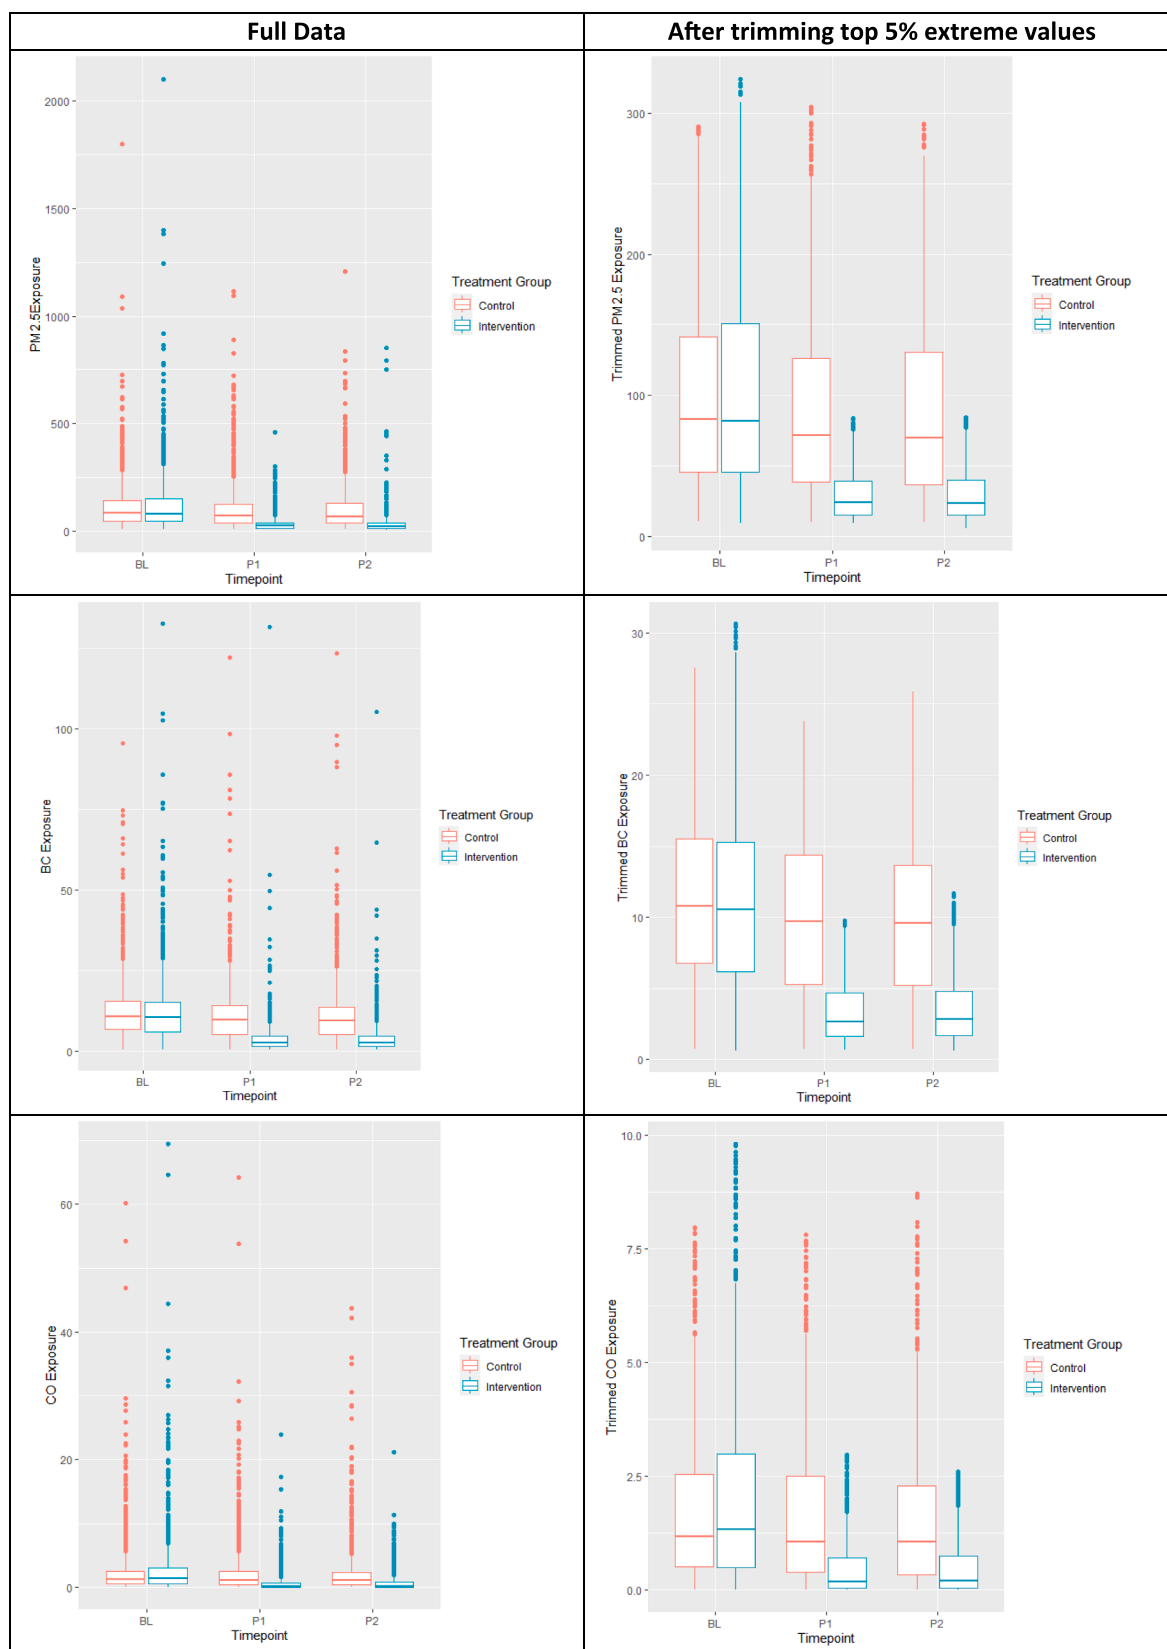 Full Data
After trimming top 5% extreme values
PM2.5Exposure
2000
1500
1000
500
0
BL
P1
P2
Timepoint
Treatment Group
Control
Intervention
Trimmed PM2.5 Exposure
300
200
100
0
BL
P1
P2
Timepoint
Treatment Group
Control
Intervention
BC Exposure
100
50
0
BL
P1
P2
Timepoint
Treatment Group
Control
Intervention
Trimmed BC Exposure
30
20
10
0
BL
P1
P2
Timepoint
Treatment Group
Control
Intervention
CO Exposure
60
40
20
0
BL
P1
P2
Timepoint
Treatment Group
Control
Intervention
Trimmed CO Exposure
10.0
7.5
5.0
2.5
0.0
BL
P1
P2
Timepoint
Treatment Group
Control
Intervention